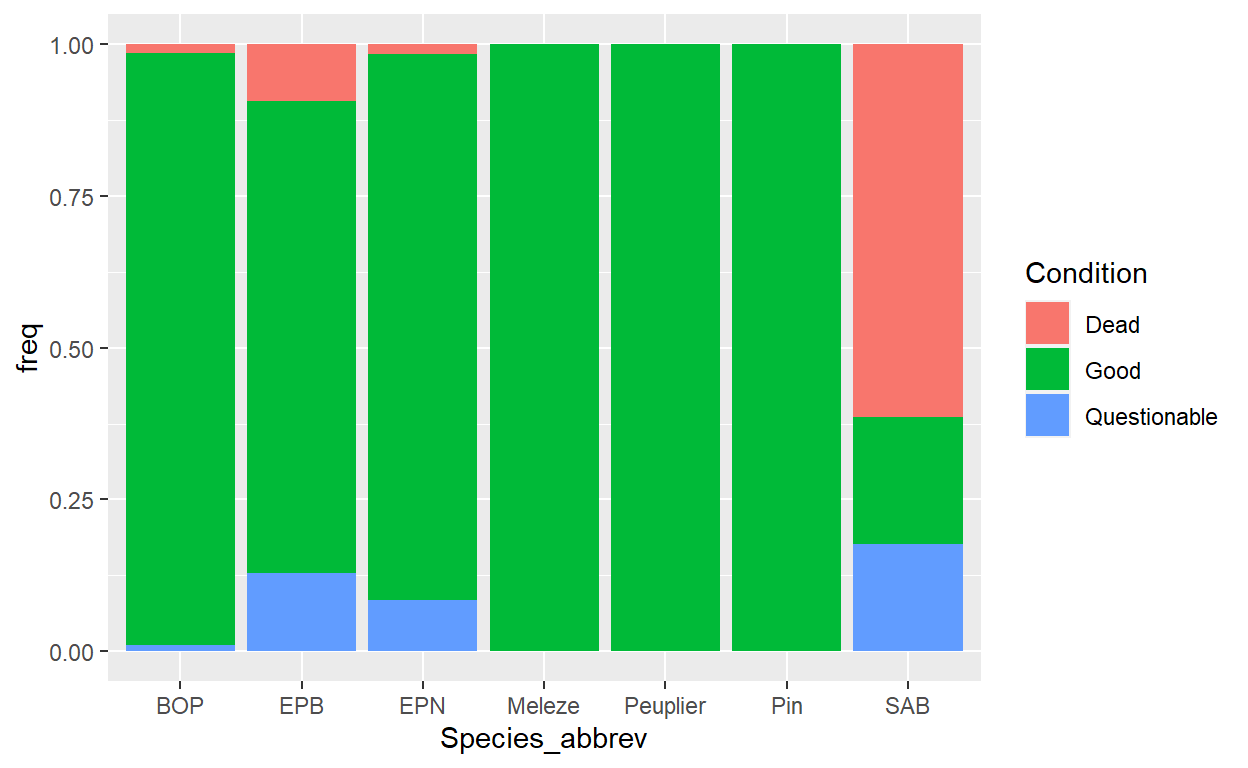 1.00
0.75
0.50
0.25
0.00
freq
BOP EPB EPN Meleze Peuplier Pin SAB
Species_abbrev
Condition
Dead
Good
Questionable